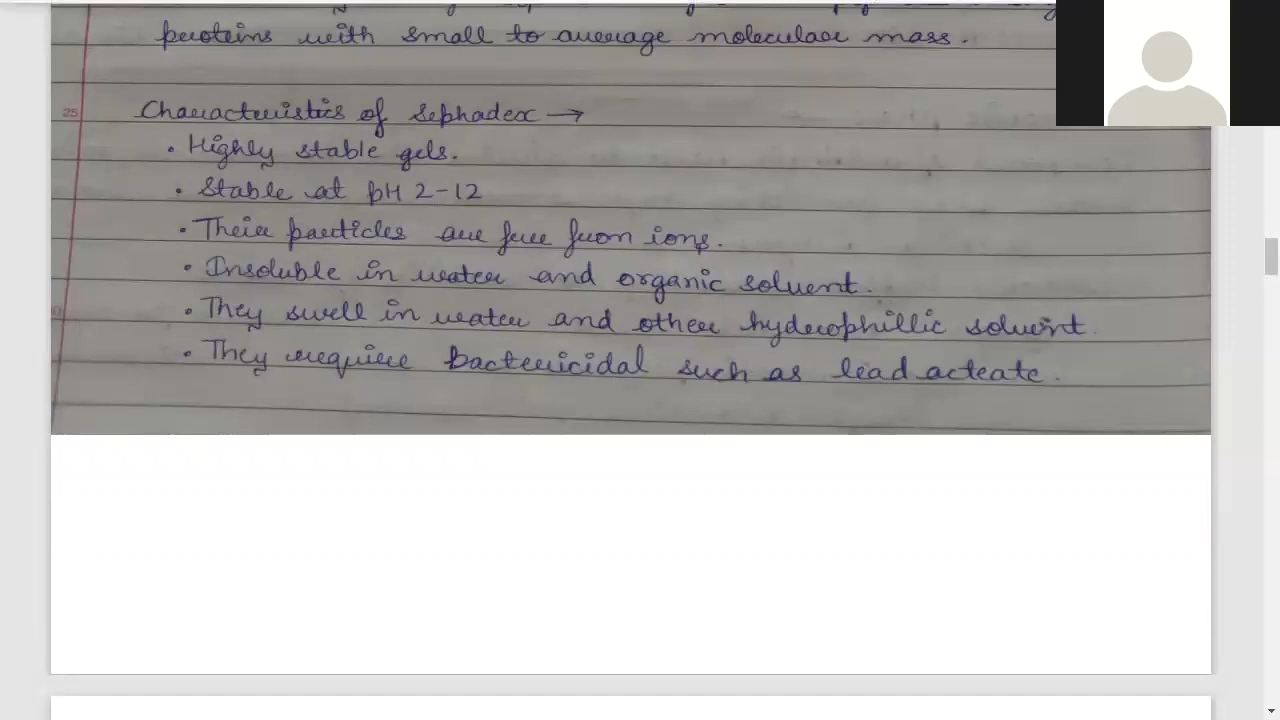 proteins with small to average molecular mass.
25
Characteristics of Sephadex →
• Highly stable gels.
• Stable at pH 2-12
• Their particles are free from ions.
• Insoluble in water and organic solvent.
• They swell in water and other hydrophillic solvent.
• They require bactericidal such as lead acteate.